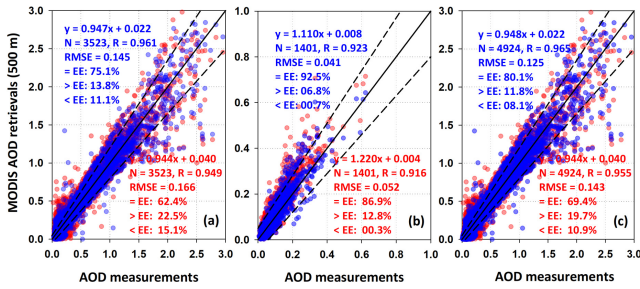 MODIS AOD retrievals (500 m)
3.0
2.5
2.0
1.5
1.0
0.5
0.0
y = 0.947x + 0.022
N = 3523, R = 0.961
RMSE = 0.145
= EE: 75.1%
> EE: 13.8%
< EE: 11.1%
y = 0.944x + 0.040
N = 3523, R = 0.949
RMSE = 0.166
= EE: 62.4%
> EE: 22.5%
< EE: 15.1%
(a)
0.0 0.5 1.0 1.5 2.0 2.5 3.0
AOD measurements
1.0
0.8
0.6
0.4
0.2
0.0
y = 1.110x + 0.008
N = 1401, R = 0.923
RMSE = 0.041
= EE: 92.5%
> EE: 06.8%
< EE: 00.7%
y = 1.220x + 0.004
N = 1401, R = 0.916
RMSE = 0.052
= EE: 86.9%
> EE: 12.8%
< EE: 00.3%
(b)
0.0 0.2 0.4 0.6 0.8 1.0
AOD measurements
3.0
2.5
2.0
1.5
1.0
0.5
0.0
y = 0.948x + 0.022
N = 4924, R = 0.965
RMSE = 0.125
= EE: 80.1%
> EE: 11.8%
< EE: 08.1%
y = 0.944x + 0.040
N = 4924, R = 0.955
RMSE = 0.143
= EE: 69.4%
> EE: 19.7%
< EE: 10.9%
(c)
0.0 0.5 1.0 1.5 2.0 2.5 3.0
AOD measurements